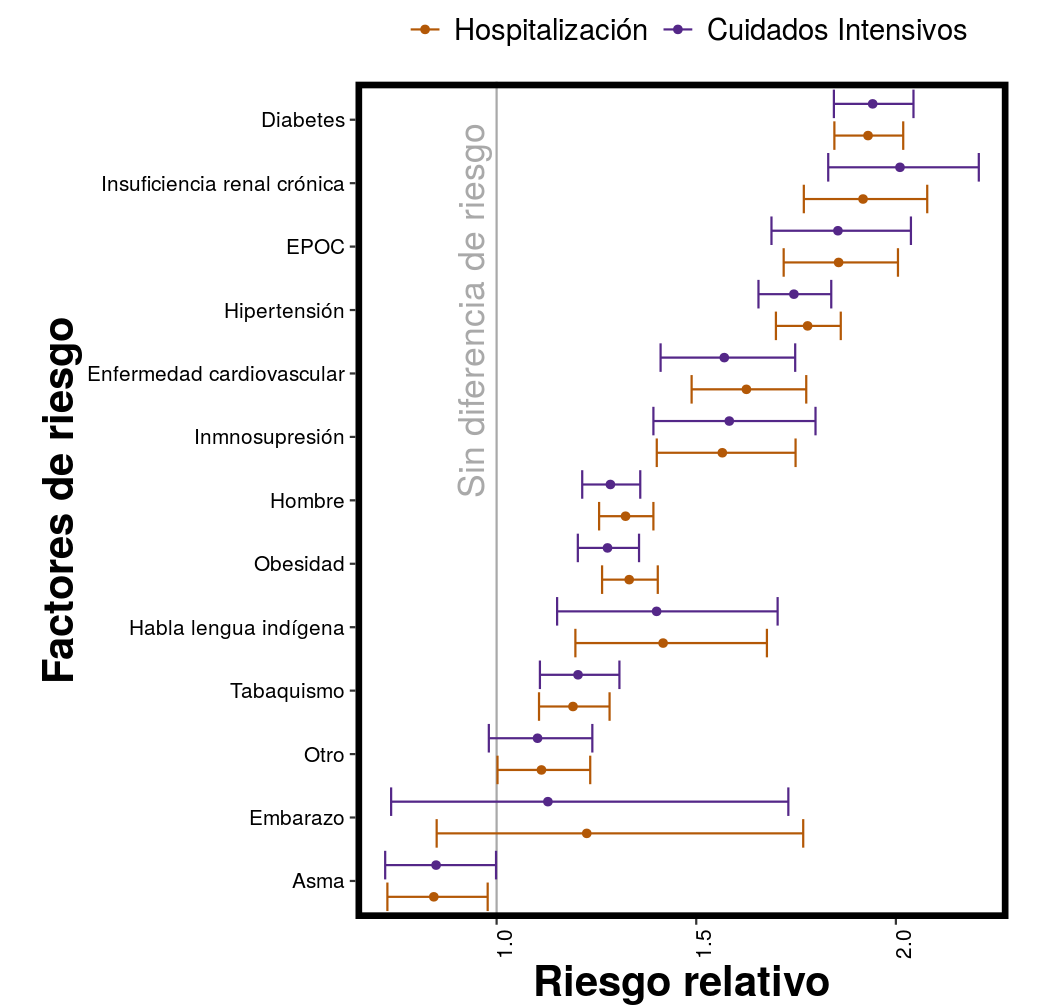 Hospitalización Cuidados Intensivos
Diabetes
Insuficiencia renal crónica
EPOC
Hipertensión
Enfermedad cardiovascular
Inmnosupresión
Hombre
Obesidad
Habla lengua indígena
Tabaquismo
Otro
Embarazo
Asma
Factores de riesgo
Sin diferencia de riesgo
1.0
1.5
2.0
Riesgo relativo